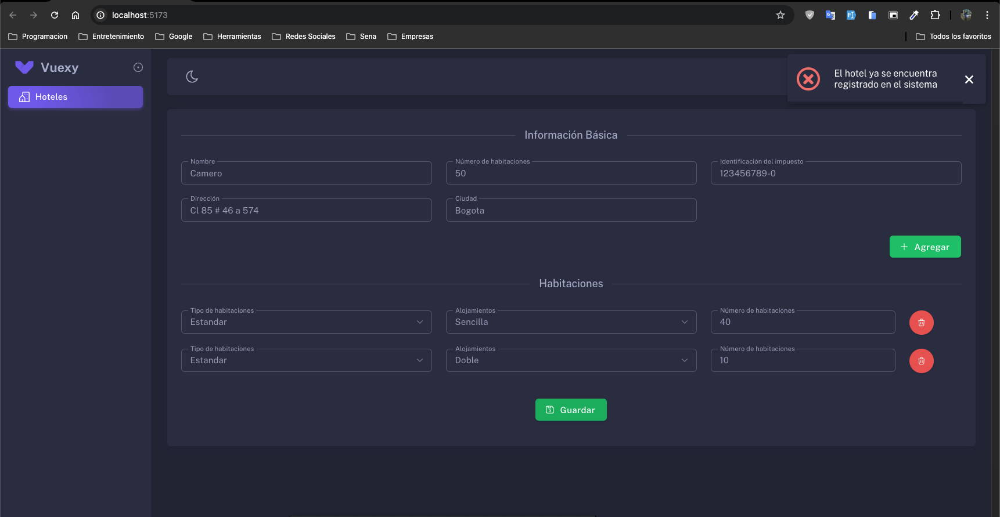 localhost:5173
Programacion Entretenimiento Google Herramientas Redes Sociales Sena Empresas Todos los favoritos
Vuexy
Hoteles
El hotel ya se encuentra
registrado en el sistema
Información Básica
Nombre Número de habitaciones Identificación del impuesto
Camero 50 123456789-0
Dirección Ciudad
Cl 85 # 46 a 574 Bogota
+ Agregar
Habitaciones
Tipo de habitaciones Alojamientos Número de habitaciones
Estandar Sencilla 40
Tipo de habitaciones Alojamientos Número de habitaciones
Estandar Doble 10
Guardar